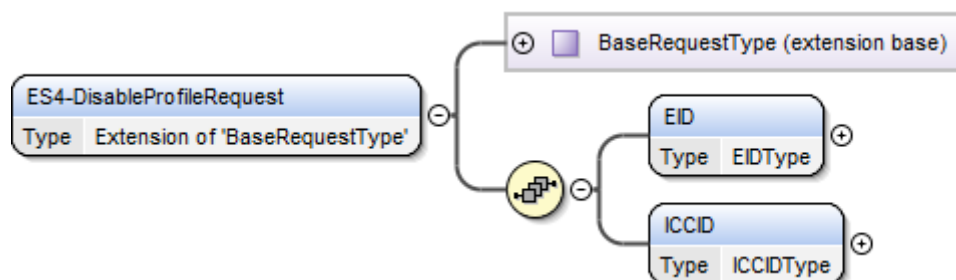 BaseRequestType (extension base)
ES4-DisableProfileRequest
Type Extension of 'BaseRequestType'
EID
Type EIDType
ICCID
Type ICCIDType